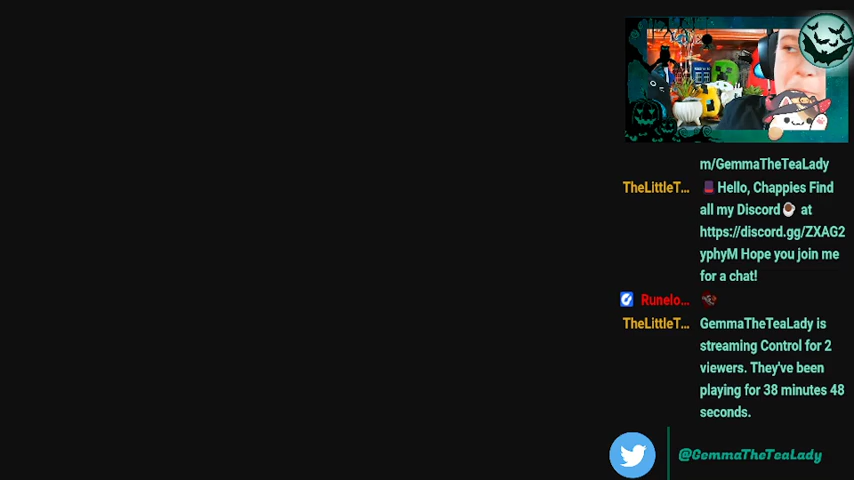 m/GemmaTheTeaLady
TheLittleT... Hello, Chappies Find
all my Discord at
https://discord.gg/ZXAG2
yphyM Hope you join me
for a chat!
Runelo...
TheLittleT... GemmaTheTeaLady is
streaming Control for 2
viewers. They've been
playing for 38 minutes 48
seconds.
@GemmaTheTeaLady